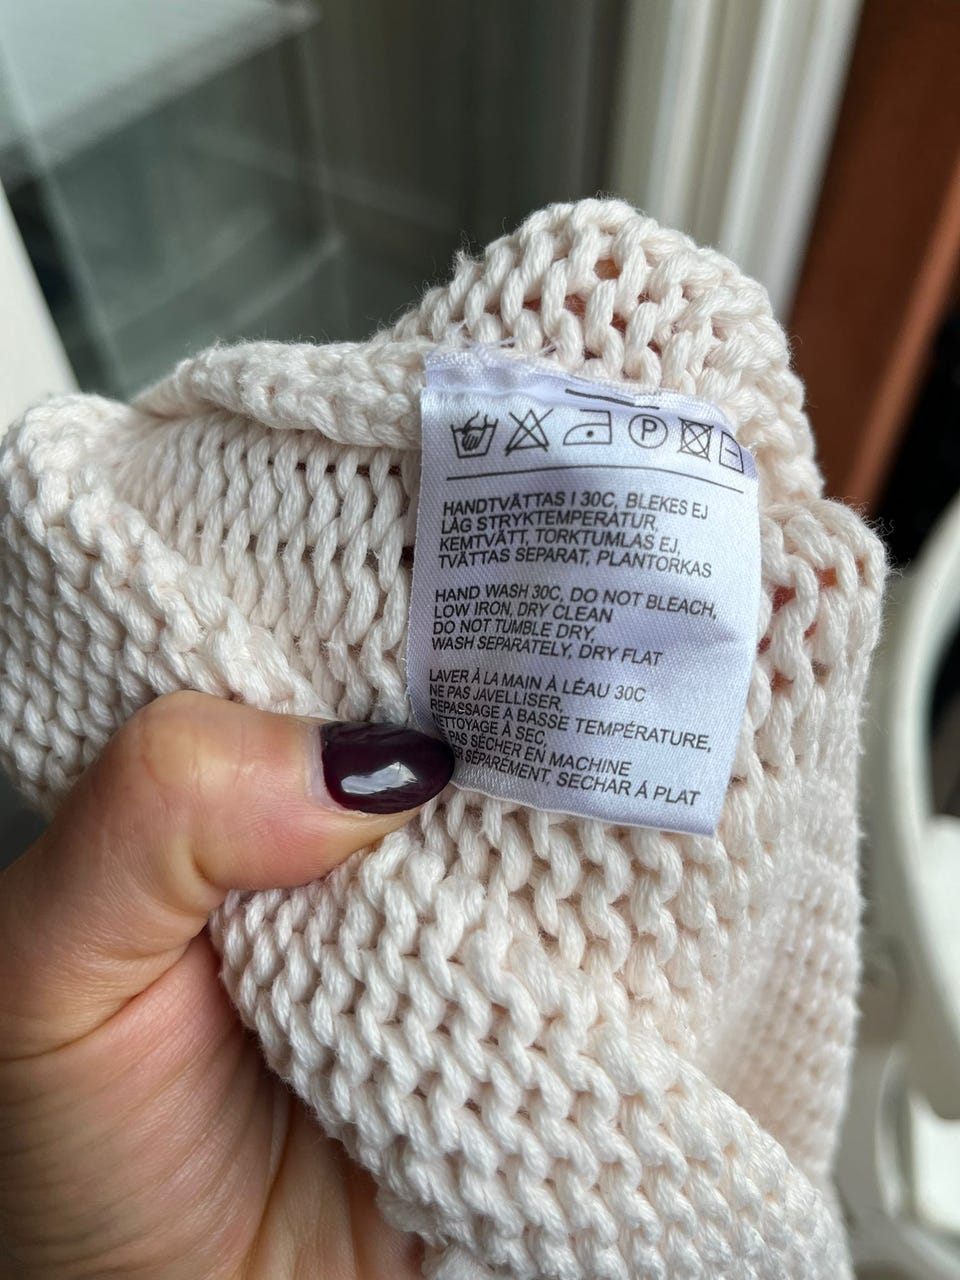 P
HANDTVÄTTAS I 30C, BLEKES EJ
LÅG STRYKTEMPERATUR,
KEMTVÄTT, TORKTUMLAS EJ,
TVÄTTAS SEPARAT, PLANTORKAS
HAND WASH 30C, DO NOT BLEACH,
LOW IRON, DRY CLEAN
DO NOT TUMBLE DRY,
WASH SEPARATELY, DRY FLAT
LAVER À LA MAIN À LÉAU 30C
NE PAS JAVELLISER,
REPASSAGE À BASSE TEMPÉRATURE,
NETTOYAGE À SEC
PAS SÉCHER EN MACHINE
SÉPAREMENT, SECHAR À PLAT